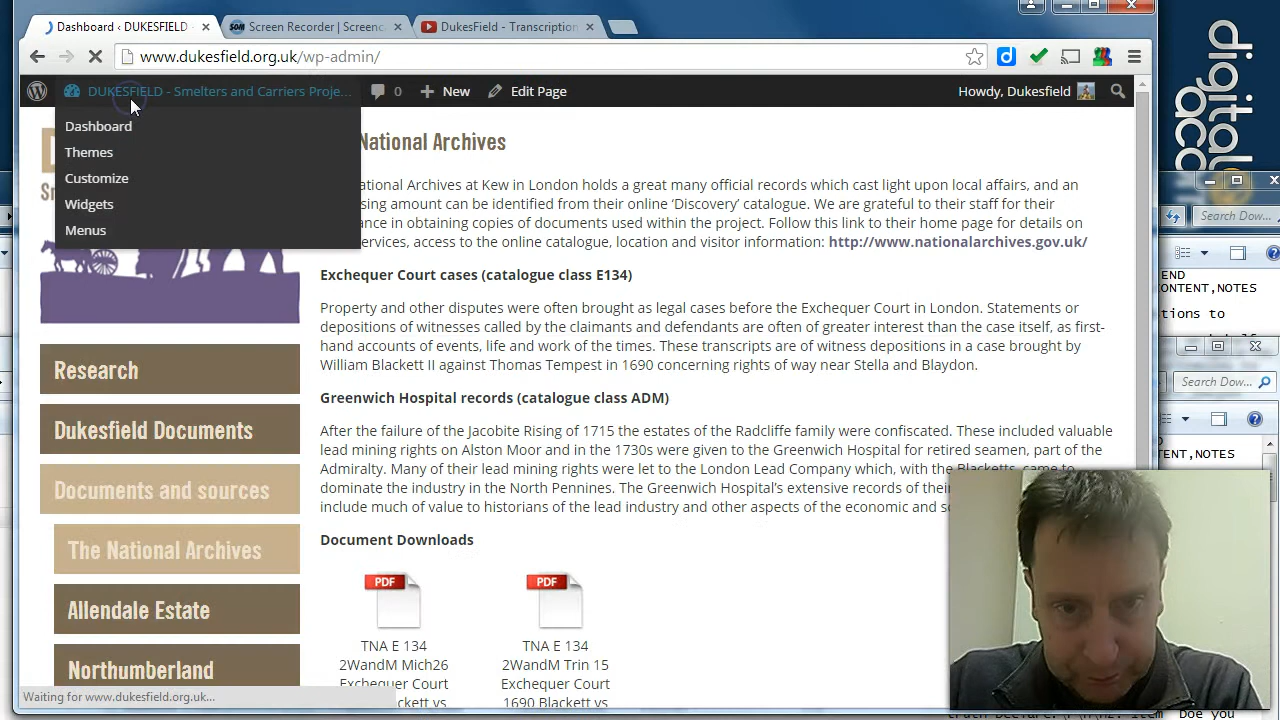 Dashboard ‹ DUKESFIELD
Screen Recorder | Screenc
DukesField - Transcription
www.dukesfield.org.uk/wp-admin/
DUKESFIELD - Smelters and Carriers Proje...
0
New
Edit Page
Howdy, Dukesfield
Dashboard
Themes
Customize
Widgets
Menus
National Archives
ational Archives at Kew in London holds a great many official records which cast light upon local affairs, and an
sing amount can be identified from their online ‘Discovery’ catalogue. We are grateful to their staff for their
ance in obtaining copies of documents used within the project. Follow this link to their home page for details on
services, access to the online catalogue, location and visitor information: http://www.nationalarchives.gov.uk/
Exchequer Court cases (catalogue class E134)
Property and other disputes were often brought as legal cases before the Exchequer Court in London. Statements or
depositions of witnesses called by the claimants and defendants are often of greater interest than the case itself, as first-
hand accounts of events, life and work of the times. These transcripts are of witness depositions in a case brought by
William Blackett II against Thomas Tempest in 1690 concerning rights of way near Stella and Blaydon.
Greenwich Hospital records (catalogue class ADM)
After the failure of the Jacobite Rising of 1715 the estates of the Radcliffe family were confiscated. These included valuable
lead mining rights on Alston Moor and in the 1730s were given to the Greenwich Hospital for retired seamen, part of the
Admiralty. Many of their lead mining rights were let to the London Lead Company which, with the Blacketts, came to
dominate the industry in the North Pennines. The Greenwich Hospital’s extensive records of their
include much of value to historians of the lead industry and other aspects of the economic and so
Document Downloads
PDF
TNA E 134
2WandM Mich26
Exchequer Court
PDF
TNA E 134
2WandM Trin 15
Exchequer Court
1690 Blackett vs
Research
Dukesfield Documents
Documents and sources
The National Archives
Allendale Estate
Northumberland
Waiting for www.dukesfield.org.uk...
digital
acc
Search Dow...
END
ONTENT,NOTES
tions to
Search Dow...
ONTENT,NOTES
item Doe you